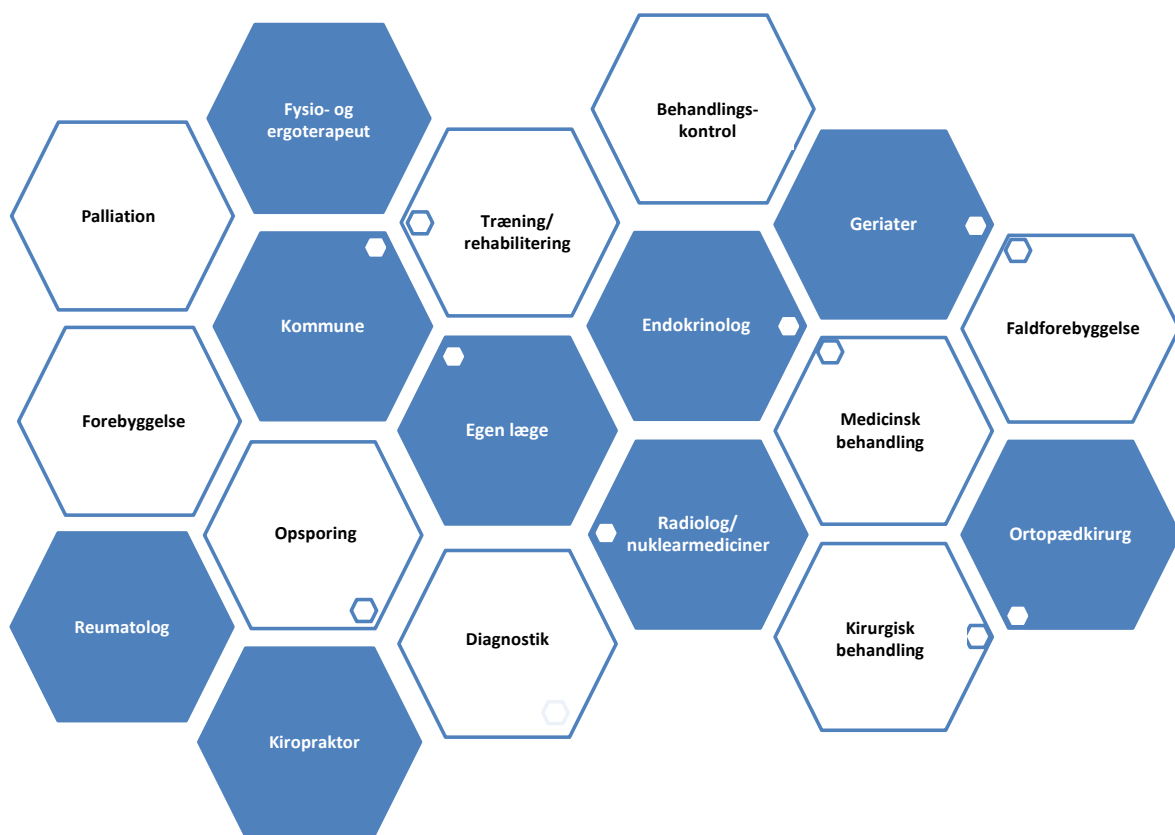 Fysio- og
ergoterapeut
Behandlings-
kontrol
Palliation
Træning/
rehabilitering
Geriater
Kommune
Endokrinolog
Faldforebyggelse
Forebyggelse
Egen læge
Medicinsk
behandling
Opsporing
Radiolog/
nuklearmediciner
Ortopædkirurg
Reumatolog
Diagnostik
Kirurgisk
behandling
Kiropraktor